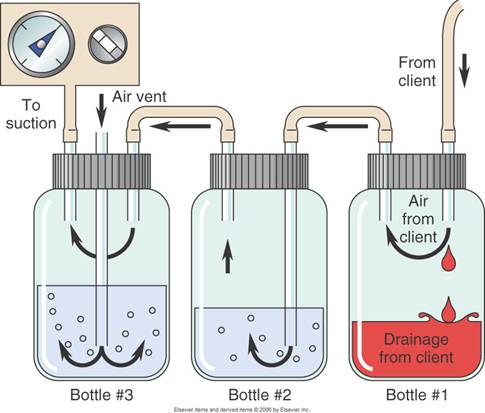 To
suction
Air vent
From
client
Air
from
client
Drainage
from client
Bottle #3
Bottle #2
Bottle #1
Elsevier items and derived items © 2006 by Elsevier Inc.